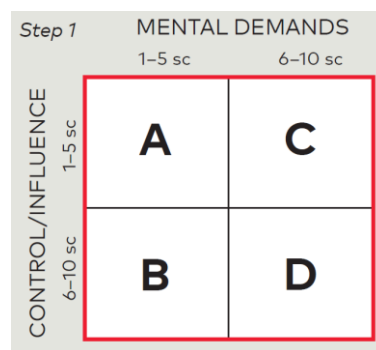 Step 1
MENTAL DEMANDS
1–5 sc 6–10 sc
CONTROL/INFLUENCE
1–5 sc
6–10 sc
A C
B D